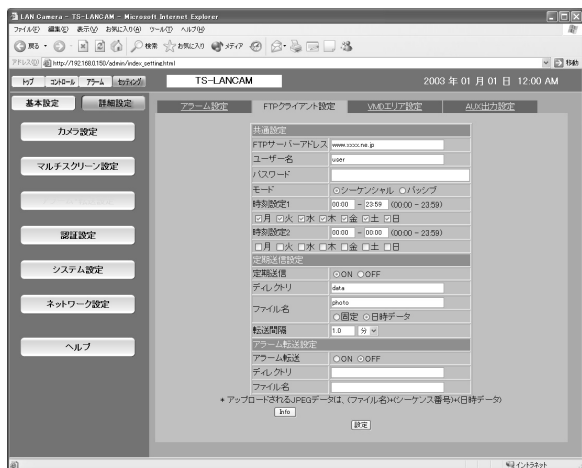 LAN Camera - TS-LANCAM - Microsoft Internet Explorer
ファイル(F) 編集(E) 表示(V) お気に入り(A) ツール(T) ヘルプ(H)
戻る 検索 お気に入り メディア
アドレス(D) http://192.168.0.150/admin/index_setting.html 移動
トップ コントロール アラーム セッティング TS-LANCAM 2003 年 01 月 01 日 12:00 AM
基本設定 詳細設定
アラーム設定 FTPクライアント設定 VMDエリア設定 AUX出力設定
カメラ設定
マルチスクリーン設定
認証設定
システム設定
ネットワーク設定
ヘルプ
共通設定
FTPサーバーアドレス www.xxxx.ne.jp
ユーザー名 user
パスワード
モード シーケンシャル パッシブ
時刻設定1 00:00 - 23:59 (00:00 - 23:59)
月 火 水 木 金 土 日
時刻設定2 00:00 - 00:00 (00:00 - 23:59)
月 火 水 木 金 土 日
定期送信設定
定期送信 ON OFF
ディレクトリ data
ファイル名 photo
固定 日時データ
転送間隔 1.0 分
アラーム転送設定
アラーム転送 ON OFF
ディレクトリ
ファイル名
* アップロードされるJPEGデータは、(ファイル名)+(シーケンス番号)+(日時データ)
Info
設定
イントラネット